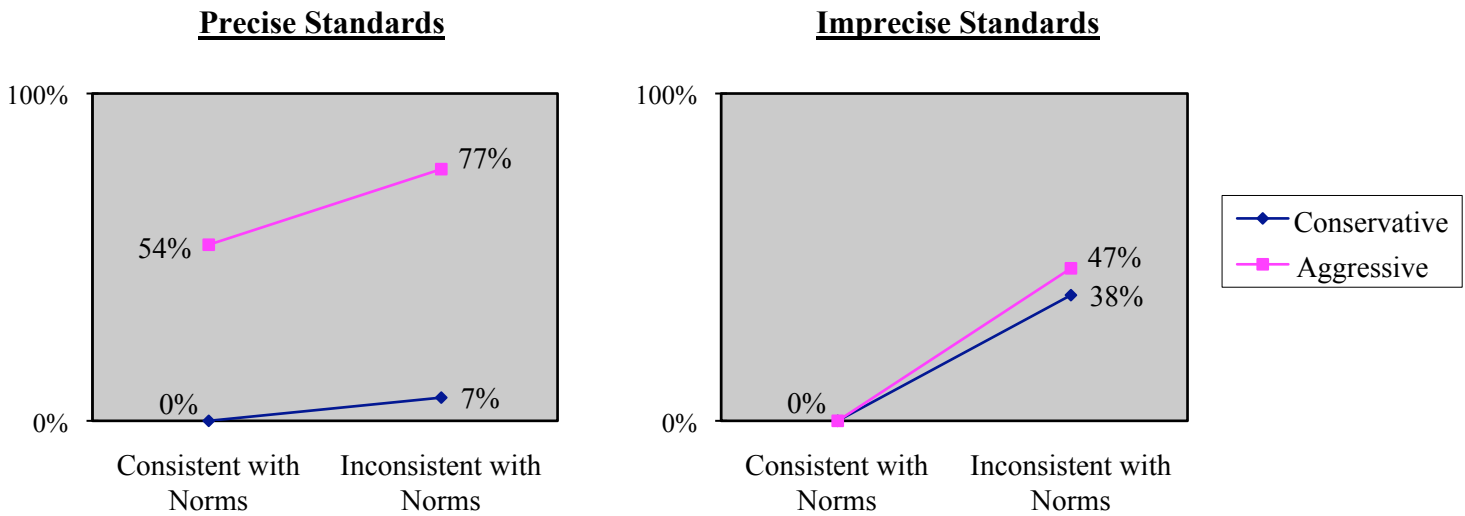 Precise Standards
100%
77%
54%
0%
7%
0%
Consistent with
Norms
Inconsistent with
Norms
Imprecise Standards
100%
47%
38%
0%
0%
Consistent with
Norms
Inconsistent with
Norms
Conservative
Aggressive